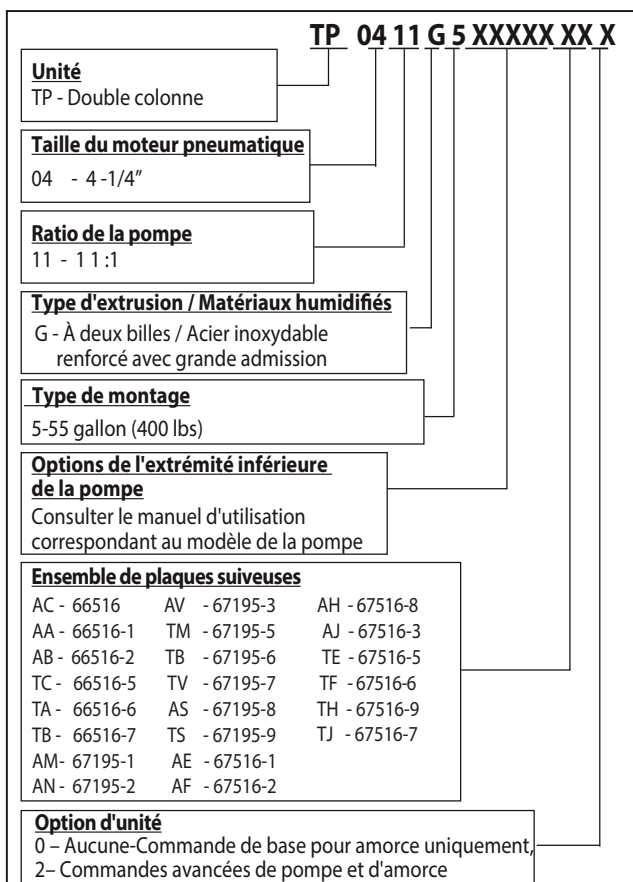 TP 04 11 G 5 XXXXX XX X
Unité
TP - Double colonne
Taille du moteur pneumatique
04 - 4 -1/4”
Ratio de la pompe
11 - 1 1 :1
Type d'extrusion / Matériaux humidifiés
G - À deux billes / Acier inoxydable
renforcé avec grande admission
Type de montage
5-55 gallon (400 lbs)
Options de l'extrémité inférieure
de la pompe
Consulter le manuel d'utilisation
correspondant au modèle de la pompe
Ensemble de plaques suiveuses
AC - 66516 AV - 67195-3 AH - 67516-8
AA - 66516-1 TM - 67195-5 AJ - 67516-3
AB - 66516-2 TB - 67195-6 TE - 67516-5
TC - 66516-5 TV - 67195-7 TF - 67516-6
TA - 66516-6 AS - 67195-8 TH - 67516-9
TB - 66516-7 TS - 67195-9 TJ - 67516-7
AM- 67195-1 AE - 67516-1
AN - 67195-2 AF - 67516-2
Option d'unité
0 – Aucune-Commande de base pour amorce uniquement,
2– Commandes avancées de pompe et d'amorce